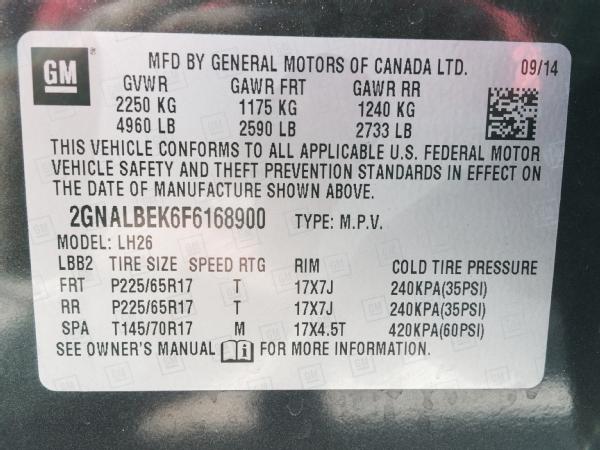 GM
MFD BY GENERAL MOTORS OF CANADA LTD. 09/14
GVWR GAWR FRT GAWR RR
2250 KG 1175 KG 1240 KG
4960 LB 2590 LB 2733 LB
THIS VEHICLE CONFORMS TO ALL APPLICABLE U.S. FEDERAL MOTOR
VEHICLE SAFETY AND THEFT PREVENTION STANDARDS IN EFFECT ON
THE DATE OF MANUFACTURE SHOWN ABOVE.
2GNALBEK6F6168900 TYPE: M.P.V.
MODEL: LH26
LBB2 TIRE SIZE SPEED RTG RIM COLD TIRE PRESSURE
FRT P225/65R17 T 17X7J 240KPA(35PSI)
RR P225/65R17 T 17X7J 240KPA(35PSI)
SPA T145/70R17 M 17X4.5T 420KPA(60PSI)
SEE OWNER'S MANUAL i FOR MORE INFORMATION.